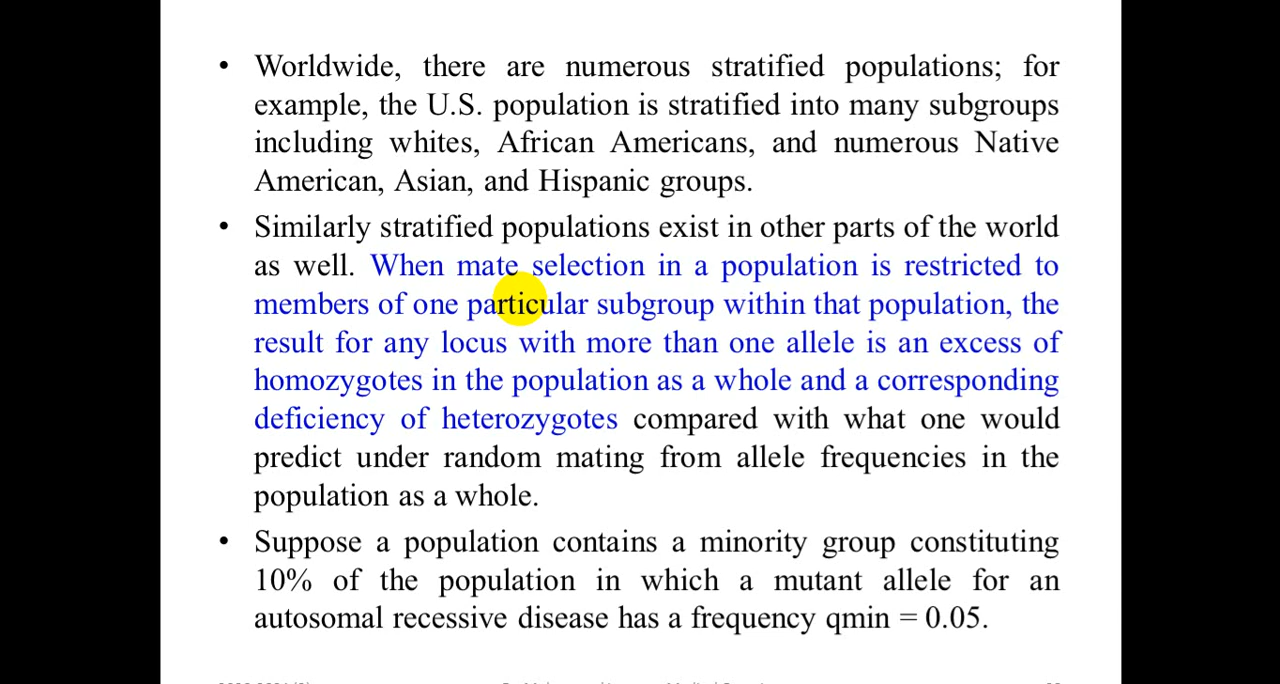 • Worldwide, there are numerous stratified populations; for
example, the U.S. population is stratified into many subgroups
including whites, African Americans, and numerous Native
American, Asian, and Hispanic groups.
• Similarly stratified populations exist in other parts of the world
as well. When mate selection in a population is restricted to
members of one particular subgroup within that population, the
result for any locus with more than one allele is an excess of
homozygotes in the population as a whole and a corresponding
deficiency of heterozygotes compared with what one would
predict under random mating from allele frequencies in the
population as a whole.
• Suppose a population contains a minority group constituting
10% of the population in which a mutant allele for an
autosomal recessive disease has a frequency qmin = 0.05.